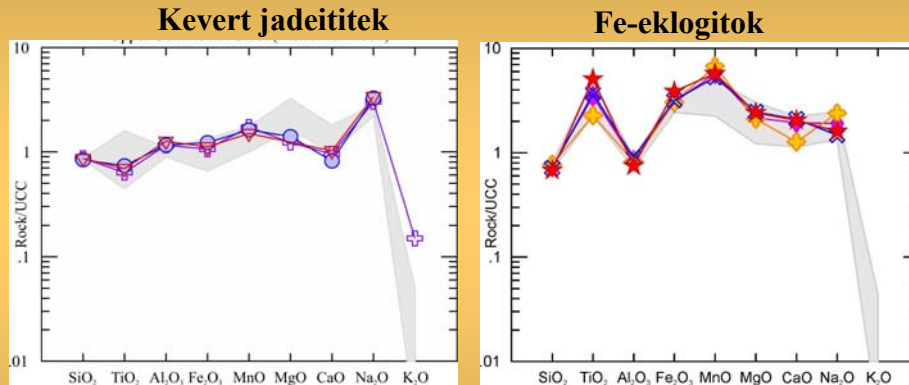 Kevert jadeititek
Fe-eklogitok
10
1
.1
.01
Rock/UCC
SiO₂ TiO₂ Al₂O₃ Fe₂O₃ MnO MgO CaO Na₂O K₂O
10
1
.1
.01
Rock/UCC
SiO₂ TiO₂ Al₂O₃ Fe₂O₃ MnO MgO CaO Na₂O K₂O